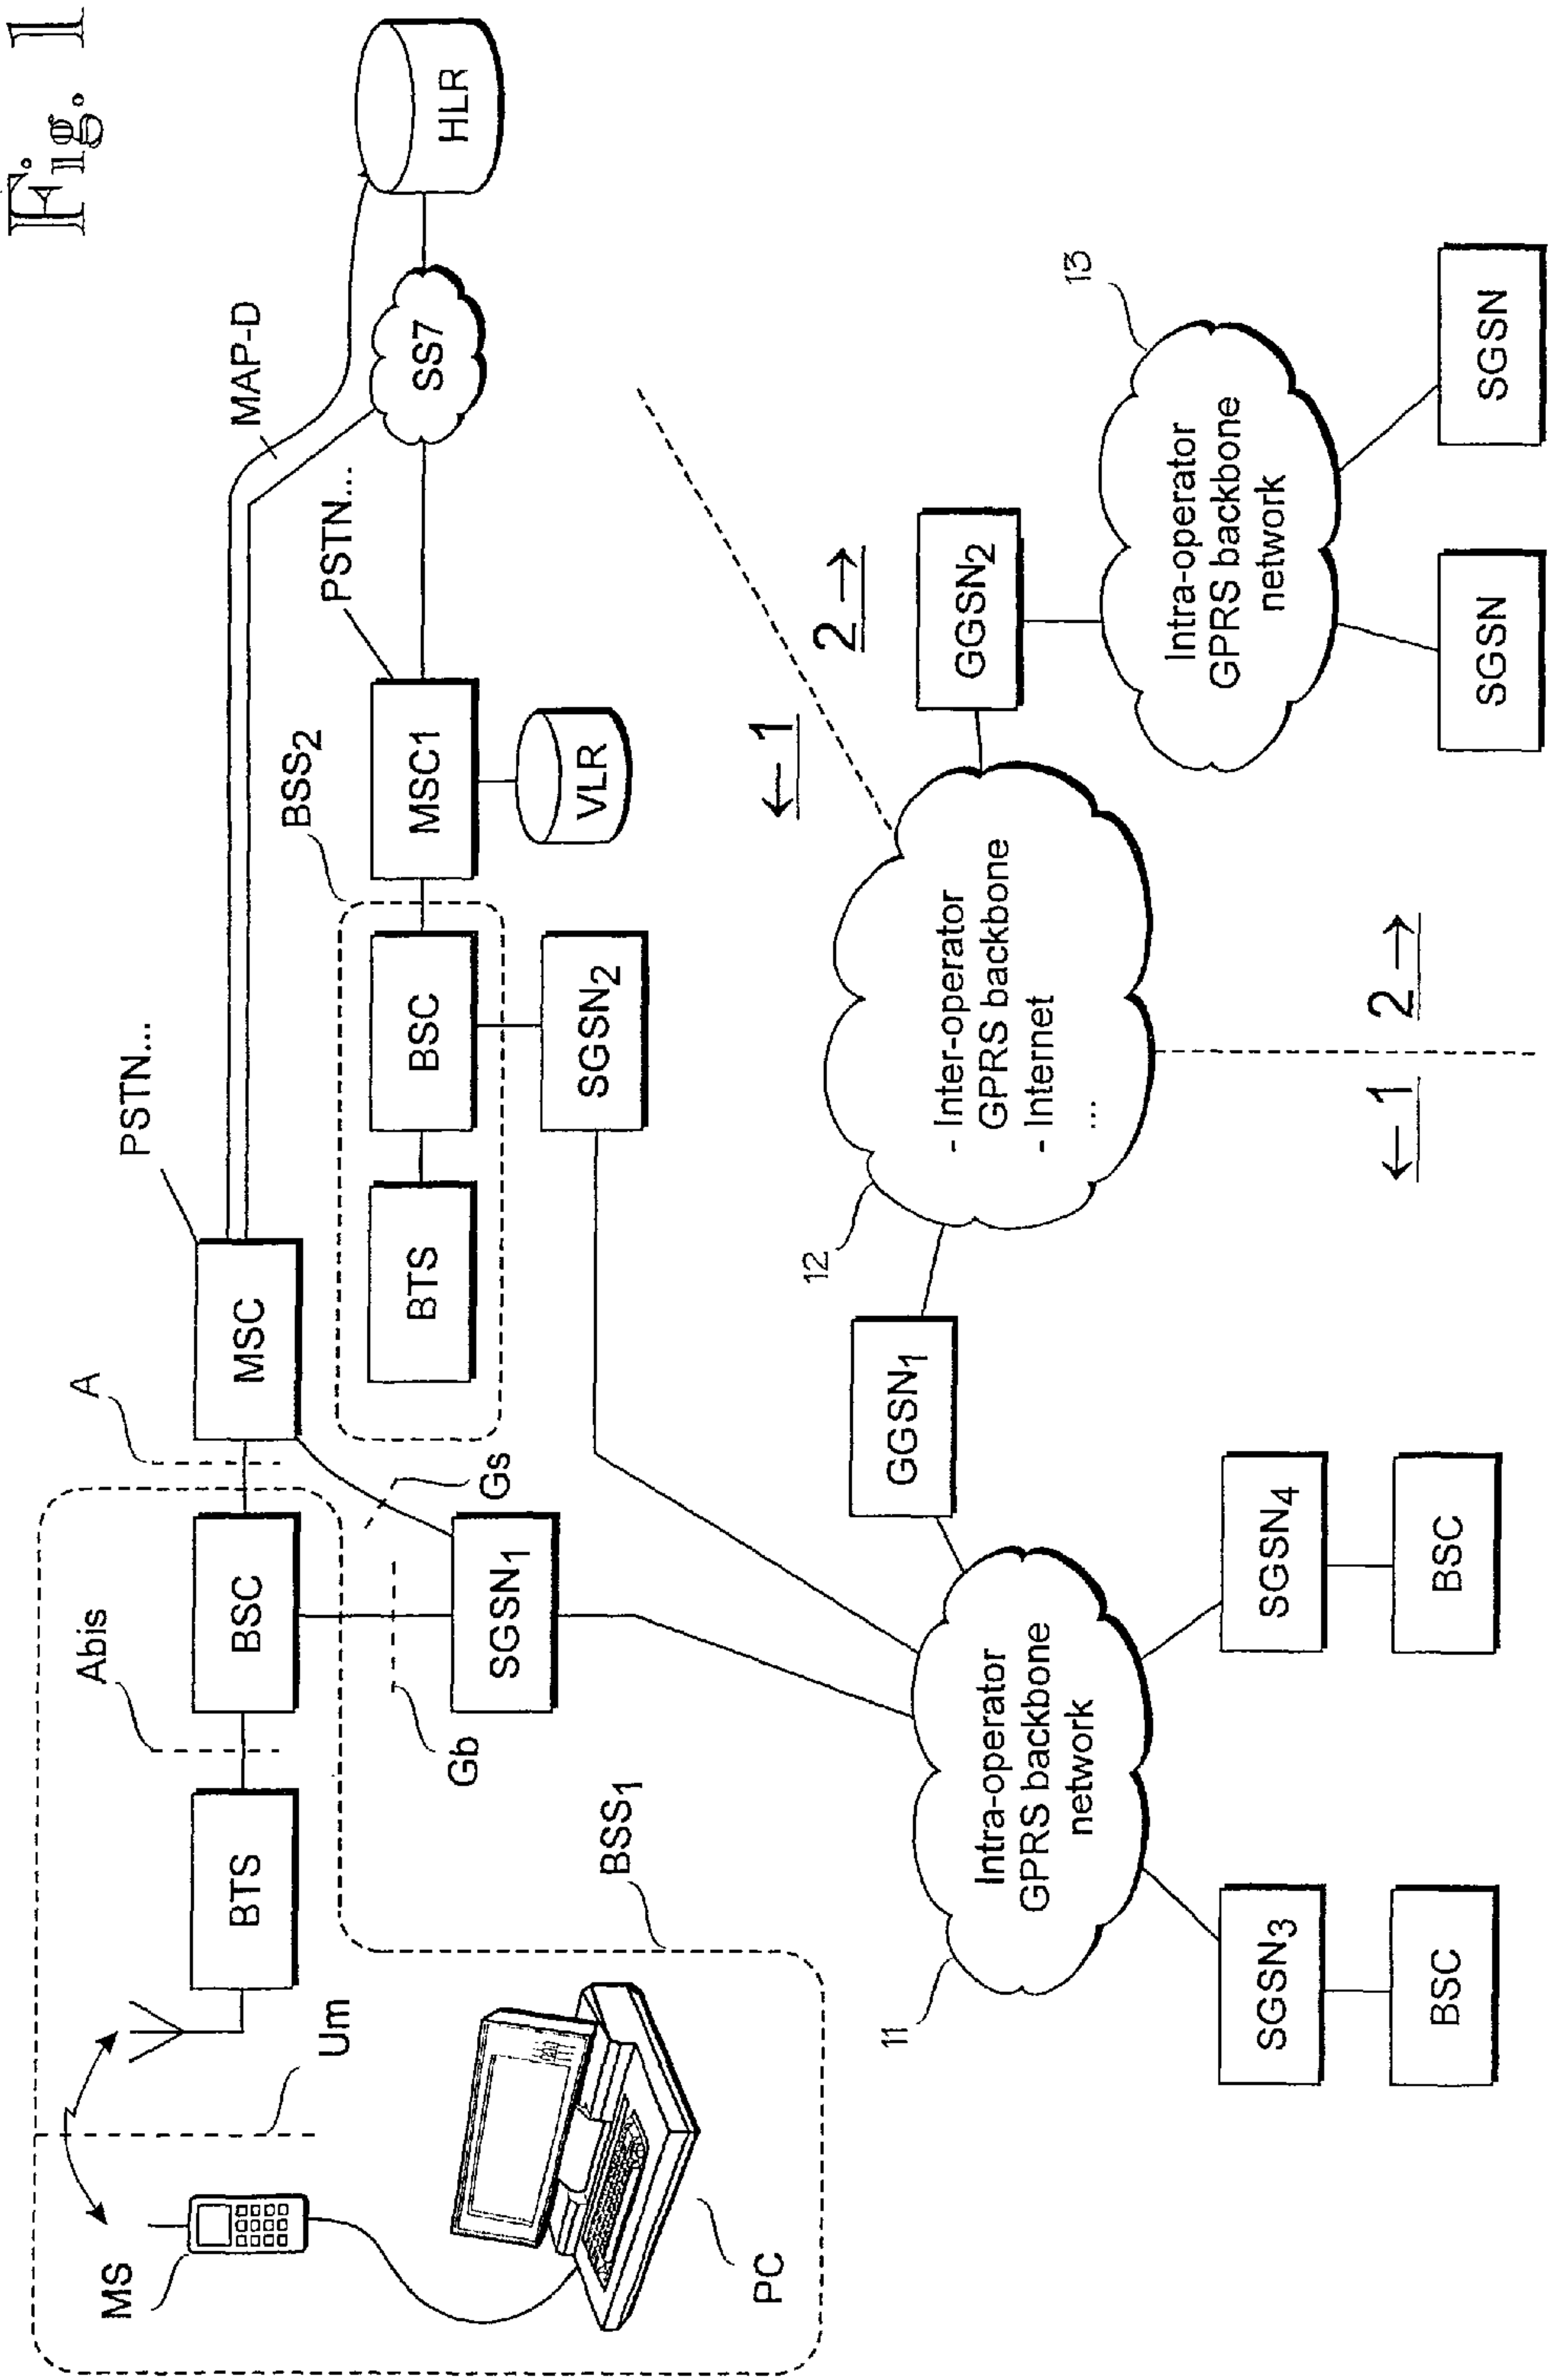 Fig. 1
MS
Um
PC
BSS1
BTS
Abis
BSC
A
MSC
PSTN...
Gb
Gs
SGSN1
MAP-D
BSS2
BTS
BSC
MSC1
PSTN...
VLR
SGSN2
SS7
HLR
11
Intra-operator
GPRS backbone
network
SGSN3
BSC
SGSN4
BSC
GGSN1
12
- Inter-operator
GPRS backbone
- Internet
...
←1
2→
←1
2→
GGSN2
13
Intra-operator
GPRS backbone
network
SGSN
SGSN